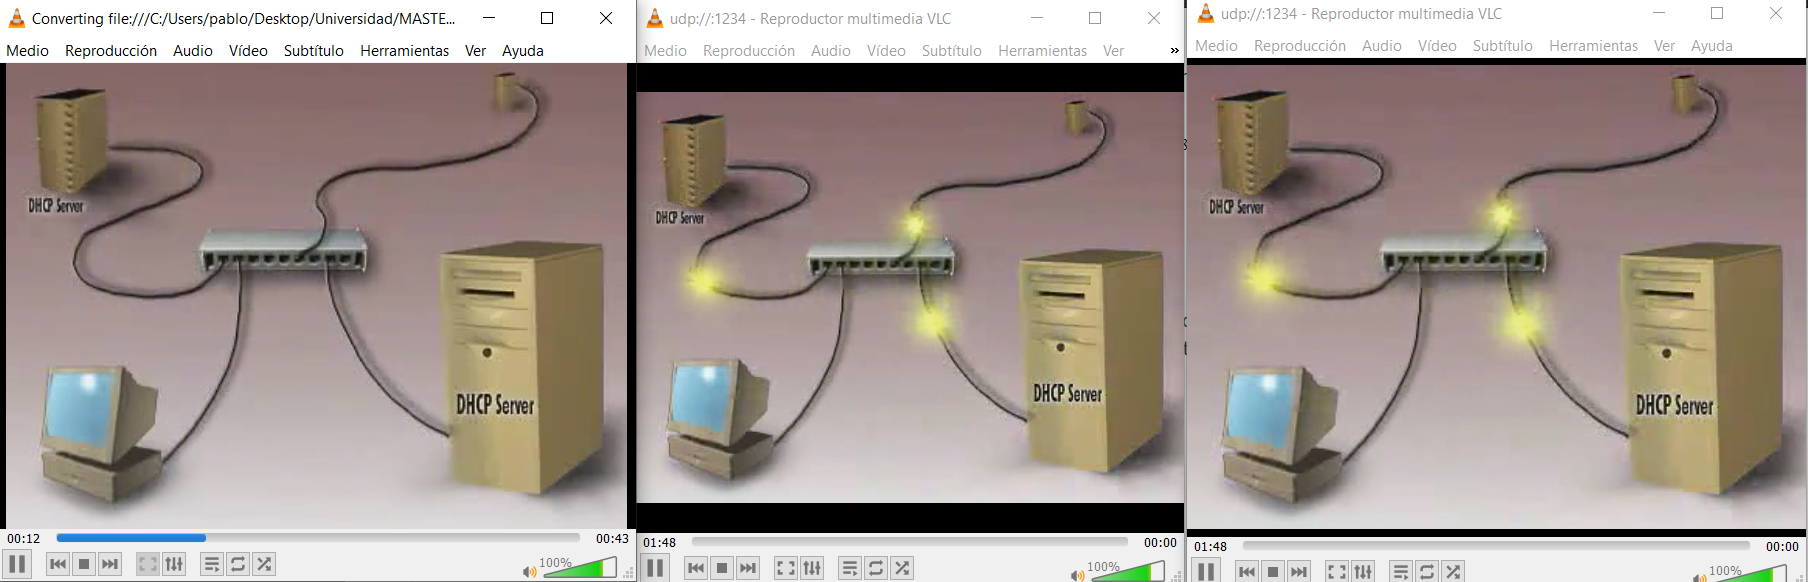 Converting file:///C:/Users/pablo/Desktop/Universidad/MASTE...
Medio Reproducción Audio Vídeo Subtítulo Herramientas Ver Ayuda
DHCP Server
DHCP Server
00:12
00:43
100%
udp://:1234 - Reproductor multimedia VLC
Medio Reproducción Audio Vídeo Subtítulo Herramientas Ver »
DHCP Server
DHCP Server
01:48
00:00
100%
udp://:1234 - Reproductor multimedia VLC
Medio Reproducción Audio Vídeo Subtítulo Herramientas Ver Ayuda
DHCP Server
DHCP Server
01:48
00:00
100%